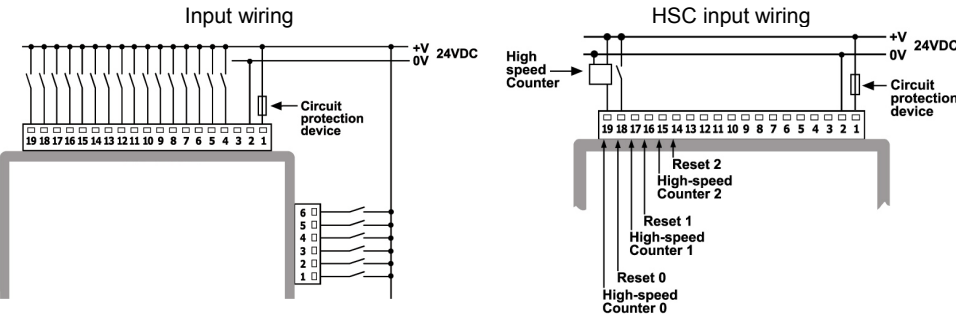 Input wiring
+V
24VDC
0V
Circuit
protection
device
19 18 17 16 15 14 13 12 11 10 9 8 7 6 5 4 3 2 1
6
5
4
3
2
1
HSC input wiring
+V
24VDC
0V
High
speed
Counter
Circuit
protection
device
19 18 17 16 15 14 13 12 11 10 9 8 7 6 5 4 3 2 1
Reset 2
High-speed
Counter 2
Reset 1
High-speed
Counter 1
Reset 0
High-speed
Counter 0